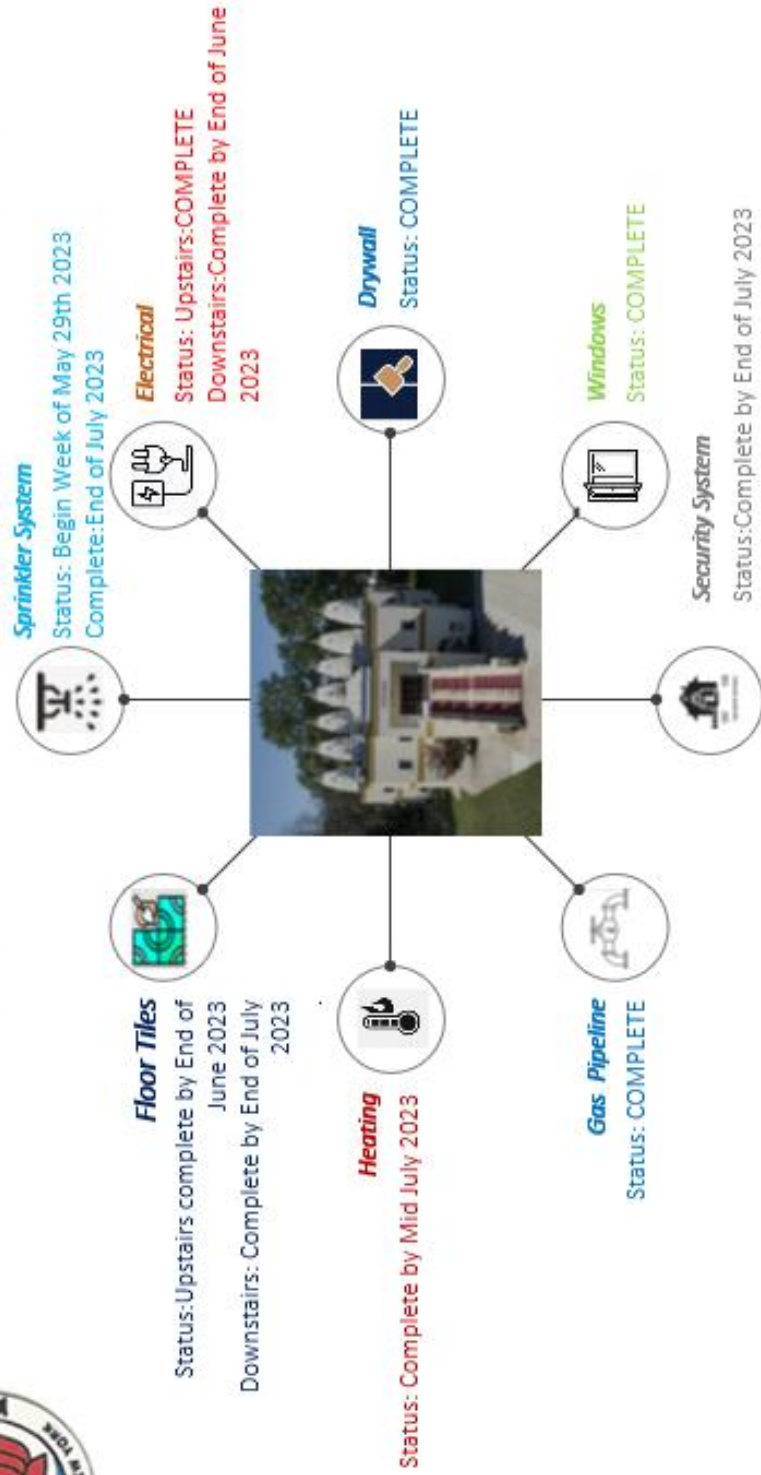 Sprinkler System
Status: Begin Week of May 29th 2023
Complete:End of July 2023
Electrical
Status: Upstairs:COMPLETE
Downstairs:Complete by End of June
2023
Drywall
Status: COMPLETE
Windows
Status: COMPLETE
Security System
Status:Complete by End of July 2023
Gas Pipeline
Status: COMPLETE
Heating
Status: Complete by Mid July 2023
Floor Tiles
Status:Upstairs complete by End of
June 2023
Downstairs: Complete by End of July
2023